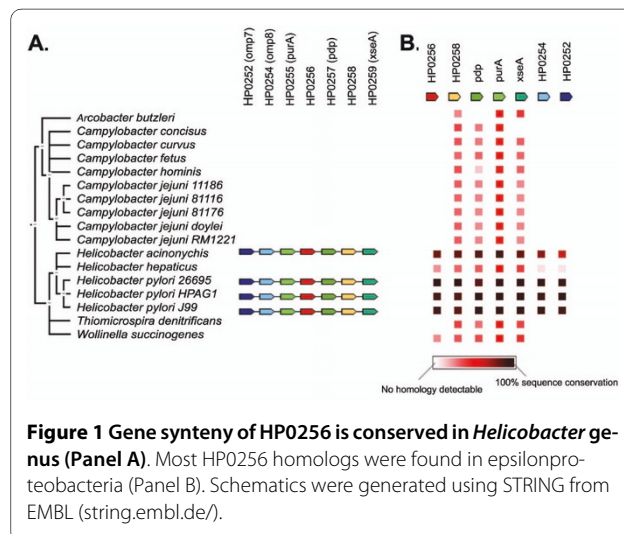 A.
HP0252 (omp7)
HP0254 (omp8)
HP0255 (purA)
HP0256
HP0257 (pdp)
HP0258
HP0259 (xseA)
B.
HP0256
HP0258
pdp
purA
xseA
HP0254
HP0252
Arcobacter butzleri
Campylobacter concisus
Campylobacter curvus
Campylobacter fetus
Campylobacter hominis
Campylobacter jejuni 11186
Campylobacter jejuni 81116
Campylobacter jejuni 81176
Campylobacter jejuni doylei
Campylobacter jejuni RM1221
Helicobacter acinonychis
Helicobacter hepaticus
Helicobacter pylori 26695
Helicobacter pylori HPAG1
Helicobacter pylori J99
Thiomicrospira denitrificans
Wollinella succinogenes
No homology detectable
100% sequence conservation
Figure 1 Gene synteny of HP0256 is conserved in Helicobacter ge-
nus (Panel A). Most HP0256 homologs were found in epsilonpro-
teobacteria (Panel B). Schematics were generated using STRING from
EMBL (string.embl.de/).